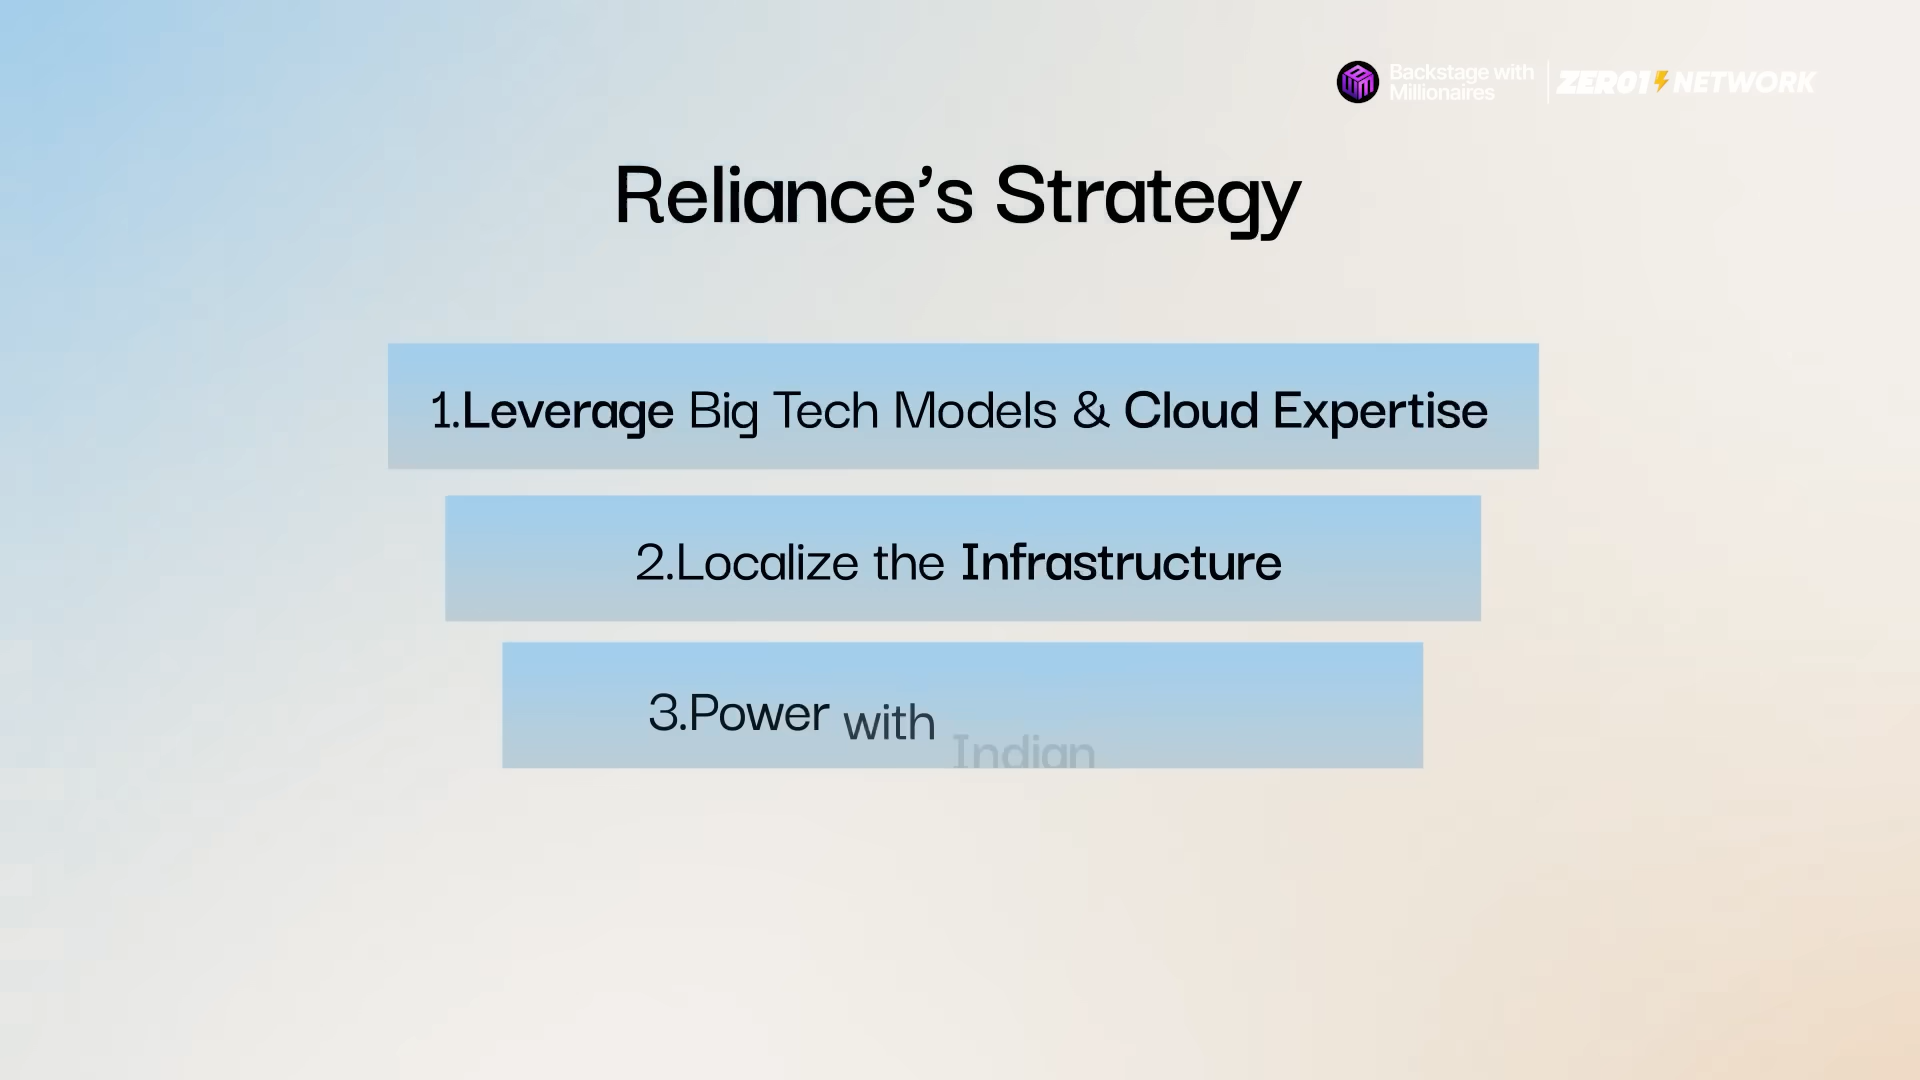 Backstage with
Millionaires
ZERO1 NETWORK
Reliance’s Strategy
1.Leverage Big Tech Models & Cloud Expertise
2.Localize the Infrastructure
3.Power with Indian